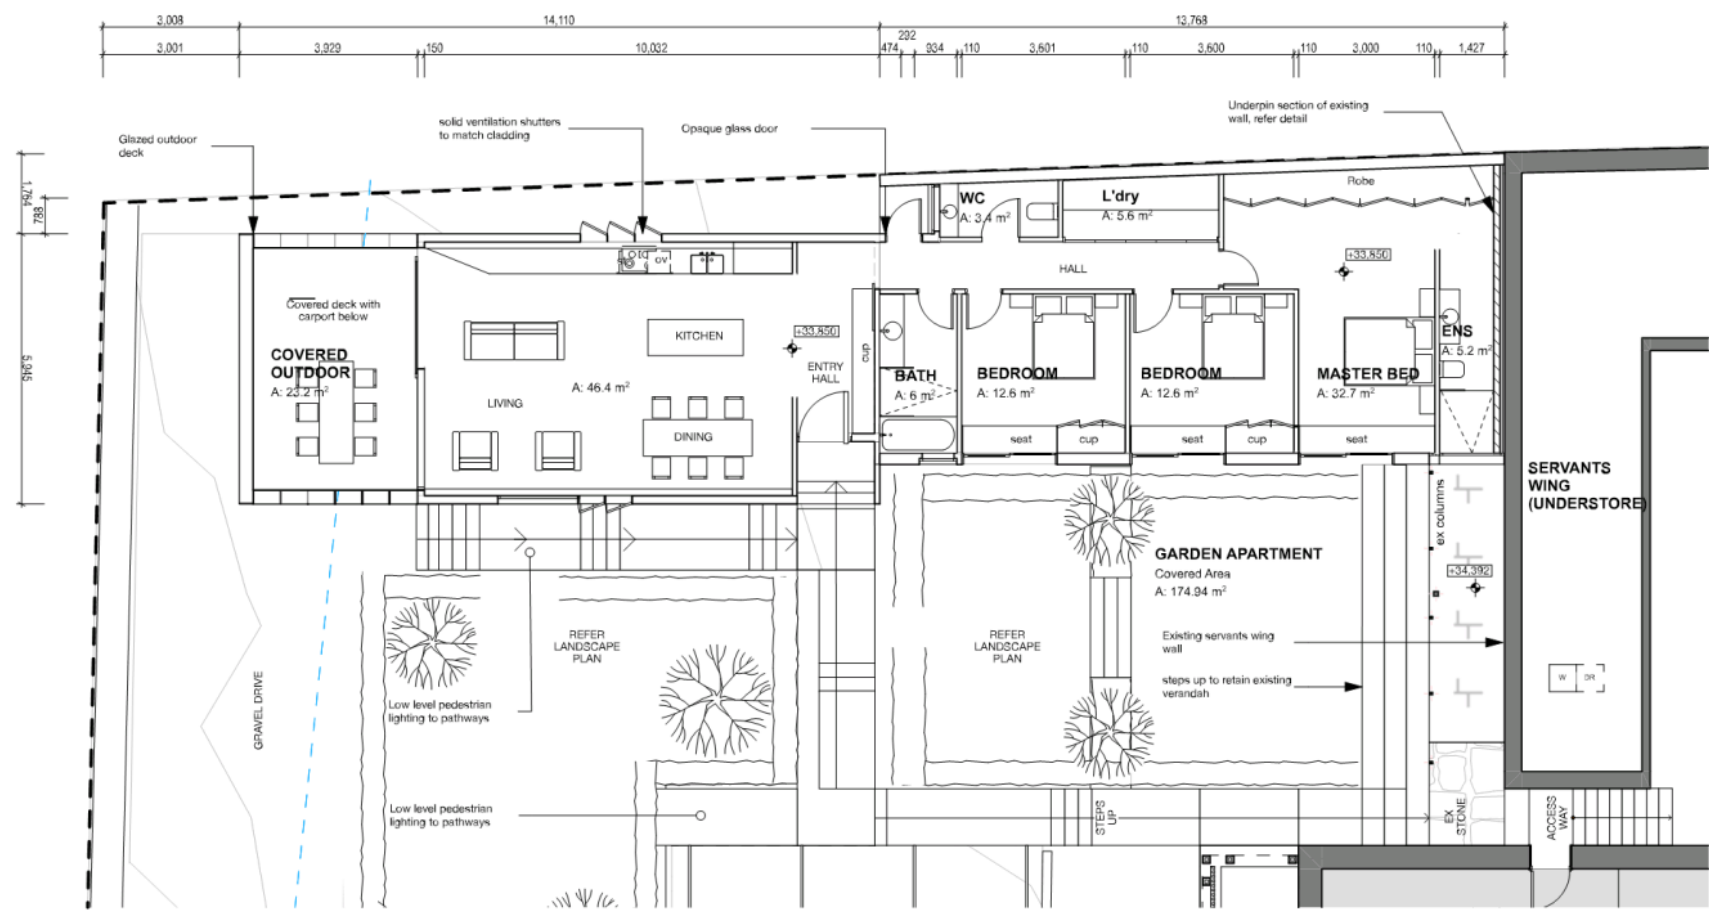 3,008
14,110
13,768
292
3,001
3,929
150
10,032
474
934
110
3,601
110
3,600
110
3,000
110
1,427
Underpin section of existing
wall, refer detail
solid ventilation shutters
to match cladding
Opaque glass door
Glazed outdoor
deck
1,764
788
5,945
Robe
WC
A: 3.4 m²
L'dry
A: 5.6 m²
+33,850
HALL
OV
Covered deck with
carport below
KITCHEN
+33,850
ENS
A: 5.2 m²
COVERED
OUTDOOR
A: 23.2 m²
cup
ENTRY
HALL
BATH
A: 6 m²
BEDROOM
A: 12.6 m²
BEDROOM
A: 12.6 m²
MASTER BED
A: 32.7 m²
A: 46.4 m²
LIVING
DINING
seat
cup
seat
cup
seat
SERVANTS
WING
(UNDERSTORE)
ex columns
GARDEN APARTMENT
Covered Area
A: 174.94 m²
+34,392
REFER
LANDSCAPE
PLAN
REFER
LANDSCAPE
PLAN
Existing servants wing
wall
steps up to retain existing
verandah
W
DR
GRAVEL DRIVE
Low level pedestrian
lighting to pathways
Low level pedestrian
lighting to pathways
STEPS
UP
EX
STONE
ACCESS
WAY